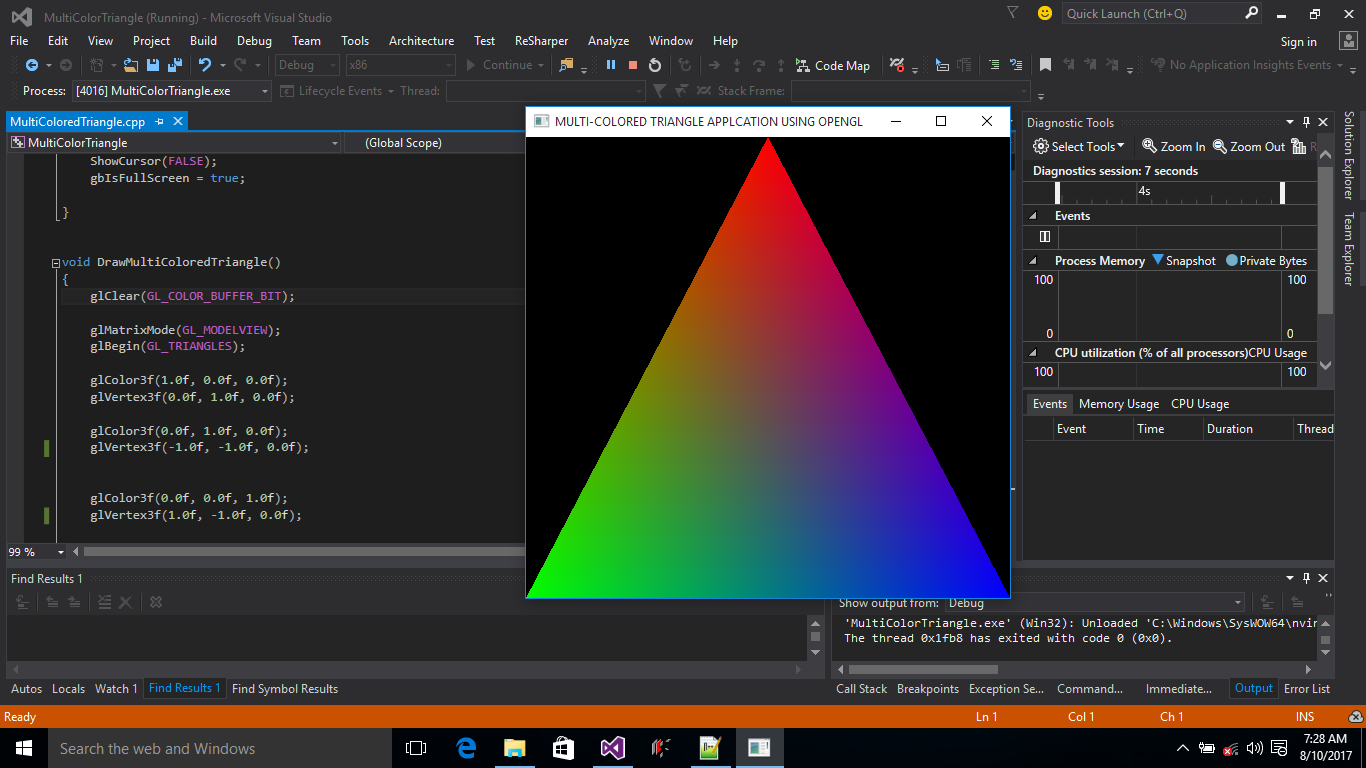 MultiColorTriangle (Running) - Microsoft Visual Studio
Quick Launch (Ctrl+Q)
File Edit View Project Build Debug Team Tools Architecture Test ReSharper Analyze Window Help
Sign in
Debug x86 Continue Code Map No Application Insights Events
Process: [4016] MultiColorTriangle.exe Lifecycle Events Thread: Stack Frame:
MultiColoredTriangle.cpp
MultiColorTriangle (Global Scope)
ShowCursor(FALSE);
gbIsFullScreen = true;
}
void DrawMultiColoredTriangle()
{
glClear(GL_COLOR_BUFFER_BIT);
glMatrixMode(GL_MODELVIEW);
glBegin(GL_TRIANGLES);
glColor3f(1.0f, 0.0f, 0.0f);
glVertex3f(0.0f, 1.0f, 0.0f);
glColor3f(0.0f, 1.0f, 0.0f);
glVertex3f(-1.0f, -1.0f, 0.0f);
glColor3f(0.0f, 0.0f, 1.0f);
glVertex3f(1.0f, -1.0f, 0.0f);
99 %
MULTI-COLORED TRIANGLE APPLCATION USING OPENGL
Diagnostic Tools
Select Tools Zoom In Zoom Out R
Diagnostics session: 7 seconds
4s
Events
Process Memory Snapshot Private Bytes
100 100
0 0
CPU utilization (% of all processors)CPU Usage
100 100
Events Memory Usage CPU Usage
Event Time Duration Thread
Solution Explorer
Team Explorer
Find Results 1
Show output from: Debug
'MultiColorTriangle.exe' (Win32): Unloaded 'C:\Windows\SysWOW64\nvin
The thread 0x1fb8 has exited with code 0 (0x0).
Autos Locals Watch 1 Find Results 1 Find Symbol Results
Call Stack Breakpoints Exception Se... Command... Immediate... Output Error List
Ready Ln 1 Col 1 Ch 1 INS
Search the web and Windows
7:28 AM
8/10/2017